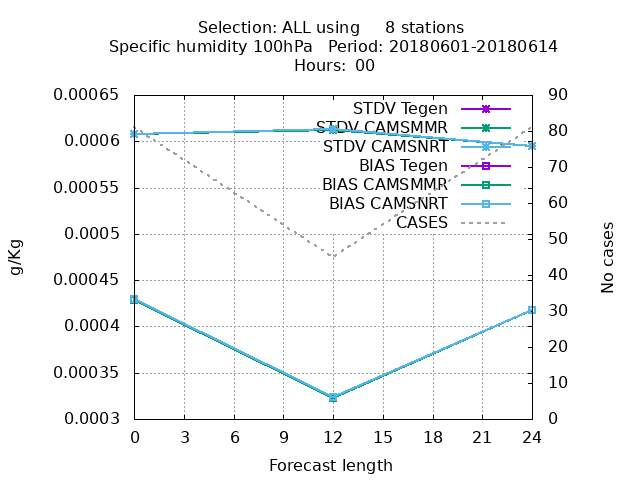 Selection: ALL using     8 stations
Specific humidity 100hPa   Period: 20180601-20180614
Hours: 00
0.00065
0.0006
0.00055
0.0005
0.00045
0.0004
0.00035
0.0003
g/Kg
STDV Tegen
STDV CAMSMMR
STDV CAMSNRT
BIAS Tegen
BIAS CAMSMMR
BIAS CAMSNRT
CASES
90
80
70
60
50
40
30
20
10
0
No cases
0 3 6 9 12 15 18 21 24
Forecast length